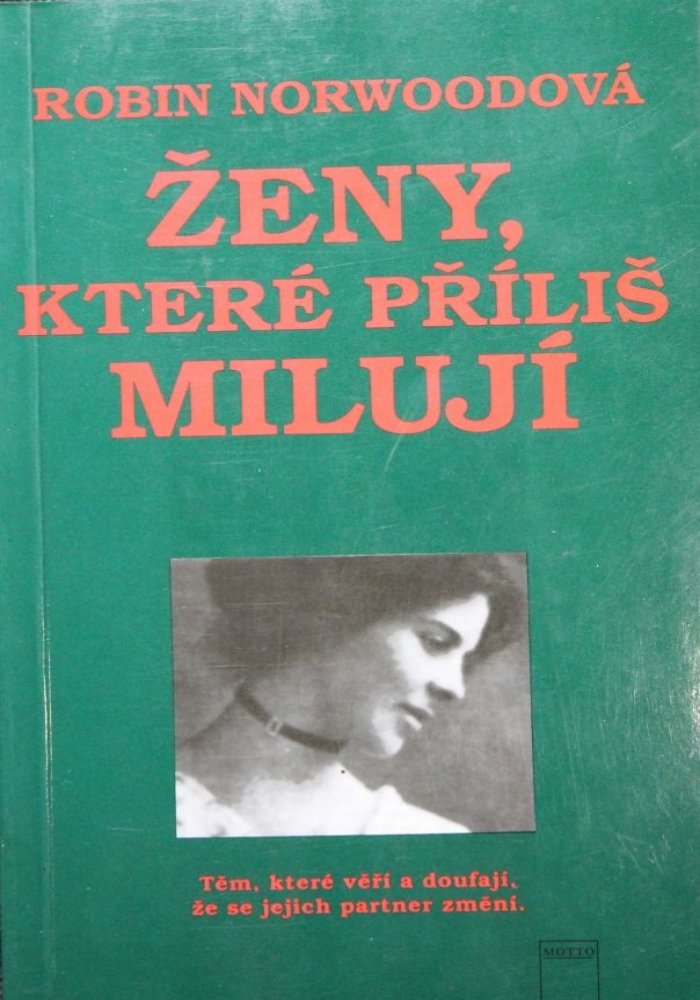 ROBIN NORWOODOVÁ
ŽENY,
KTERÉ PŘÍLIŠ
MILUJÍ
Těm, které věří a doufají,
že se jejich partner změní.
MOTTO